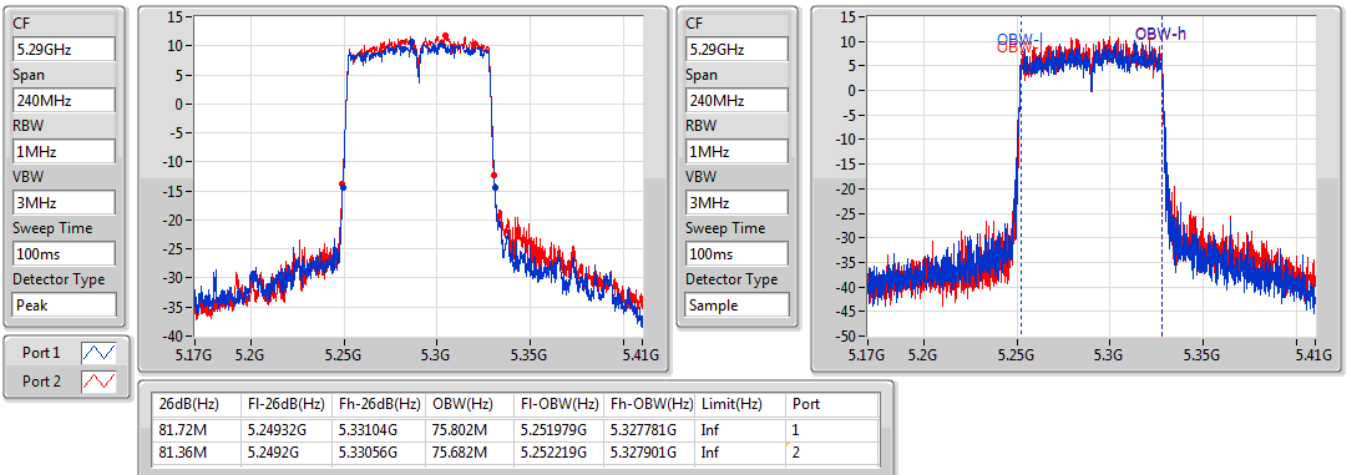 CF
5.29GHz
Span
240MHz
RBW
1MHz
VBW
3MHz
Sweep Time
100ms
Detector Type
Peak
Port 1
Port 2
15
10
5
0
-5
-10
-15
-20
-25
-30
-35
-40
5.17G 5.2G 5.25G 5.3G 5.35G 5.41G
CF
5.29GHz
Span
240MHz
RBW
1MHz
VBW
3MHz
Sweep Time
100ms
Detector Type
Sample
15
10
5
0
-5
-10
-15
-20
-25
-30
-35
-40
-45
-50
OBW-l
OBW-h
5.17G 5.2G 5.25G 5.3G 5.35G 5.41G
26dB(Hz) Fl-26dB(Hz) Fh-26dB(Hz) OBW(Hz) Fl-OBW(Hz) Fh-OBW(Hz) Limit(Hz) Port
81.72M 5.24932G 5.33104G 75.802M 5.251979G 5.327781G Inf 1
81.36M 5.2492G 5.33056G 75.682M 5.252219G 5.327901G Inf 2